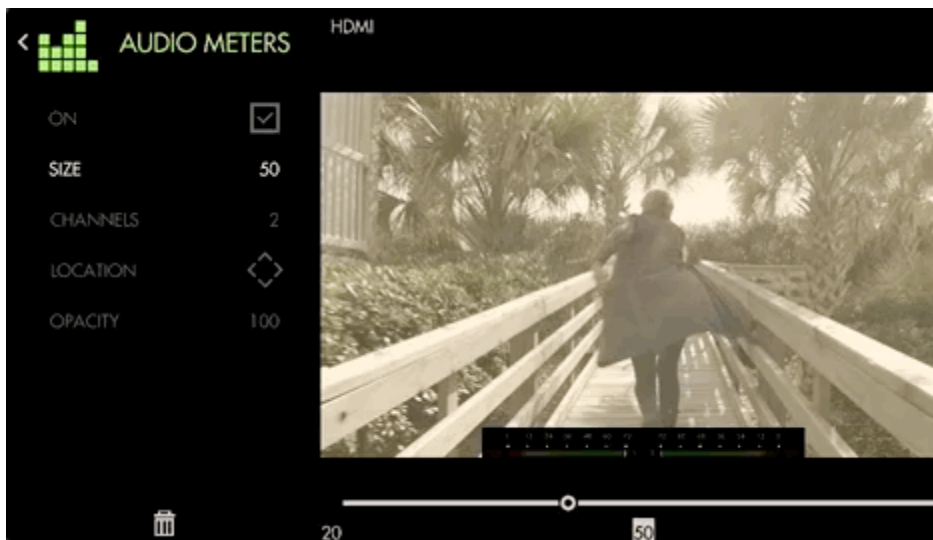 AUDIO METERS
HDMI
ON
SIZE 50
CHANNELS 2
LOCATION
OPACITY 100
20
50